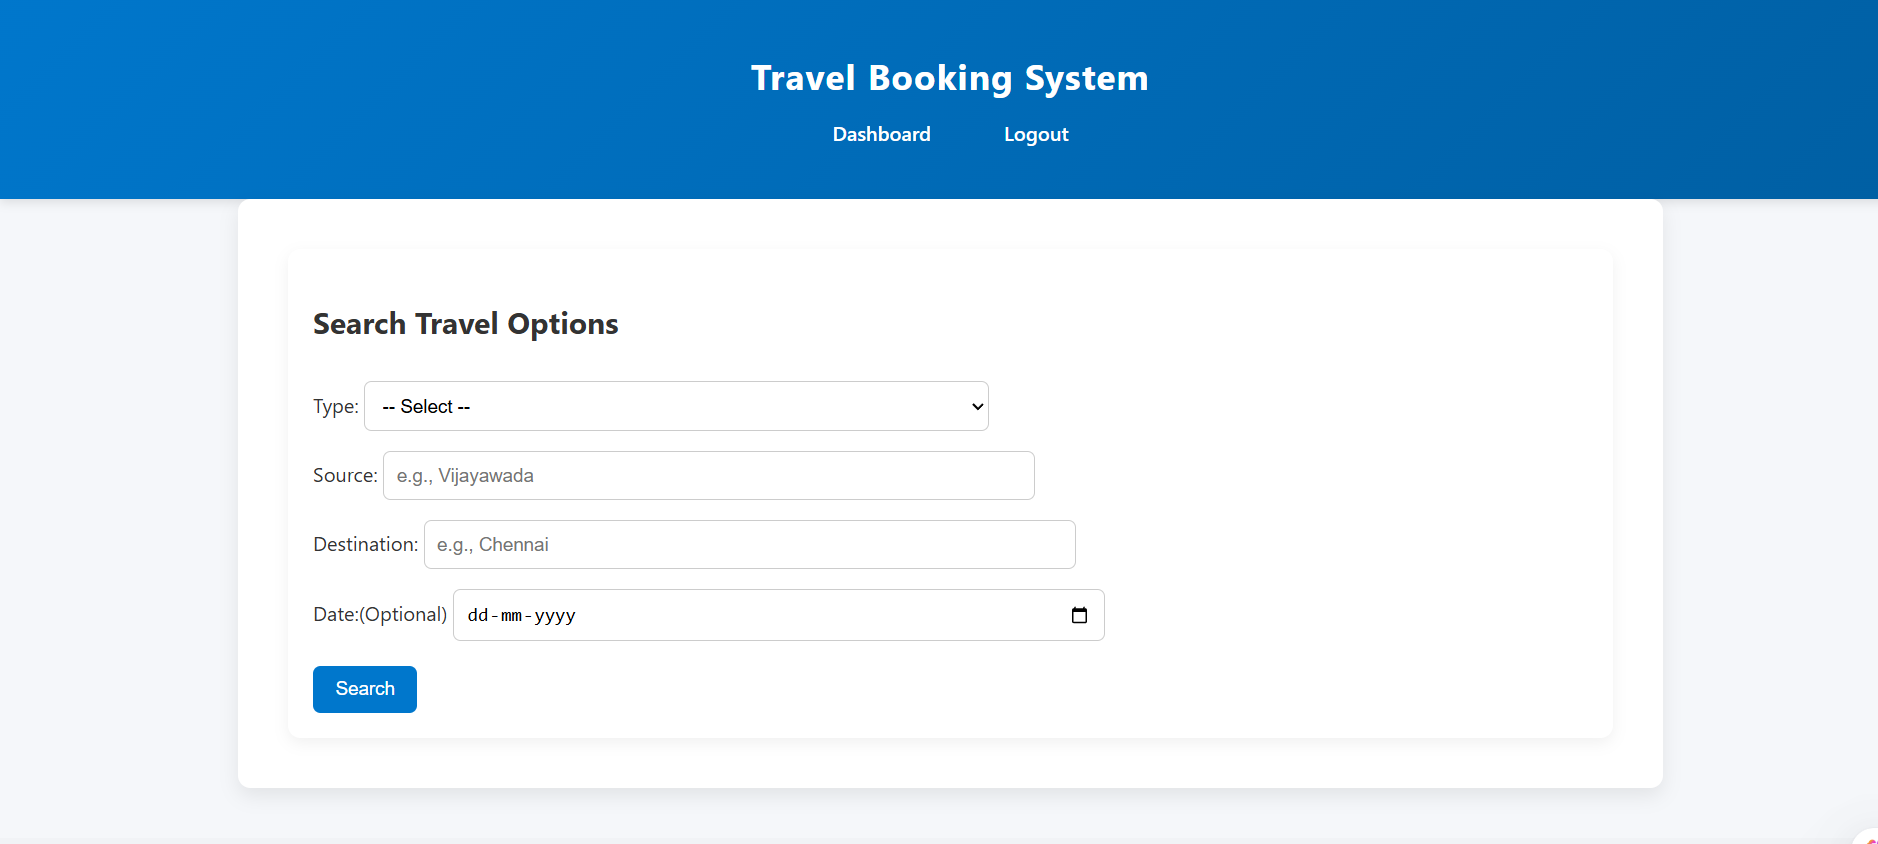 Travel Booking System
Dashboard Logout
Search Travel Options
Type: -- Select --
Source: e.g., Vijayawada
Destination: e.g., Chennai
Date:(Optional) dd-mm-yyyy
Search